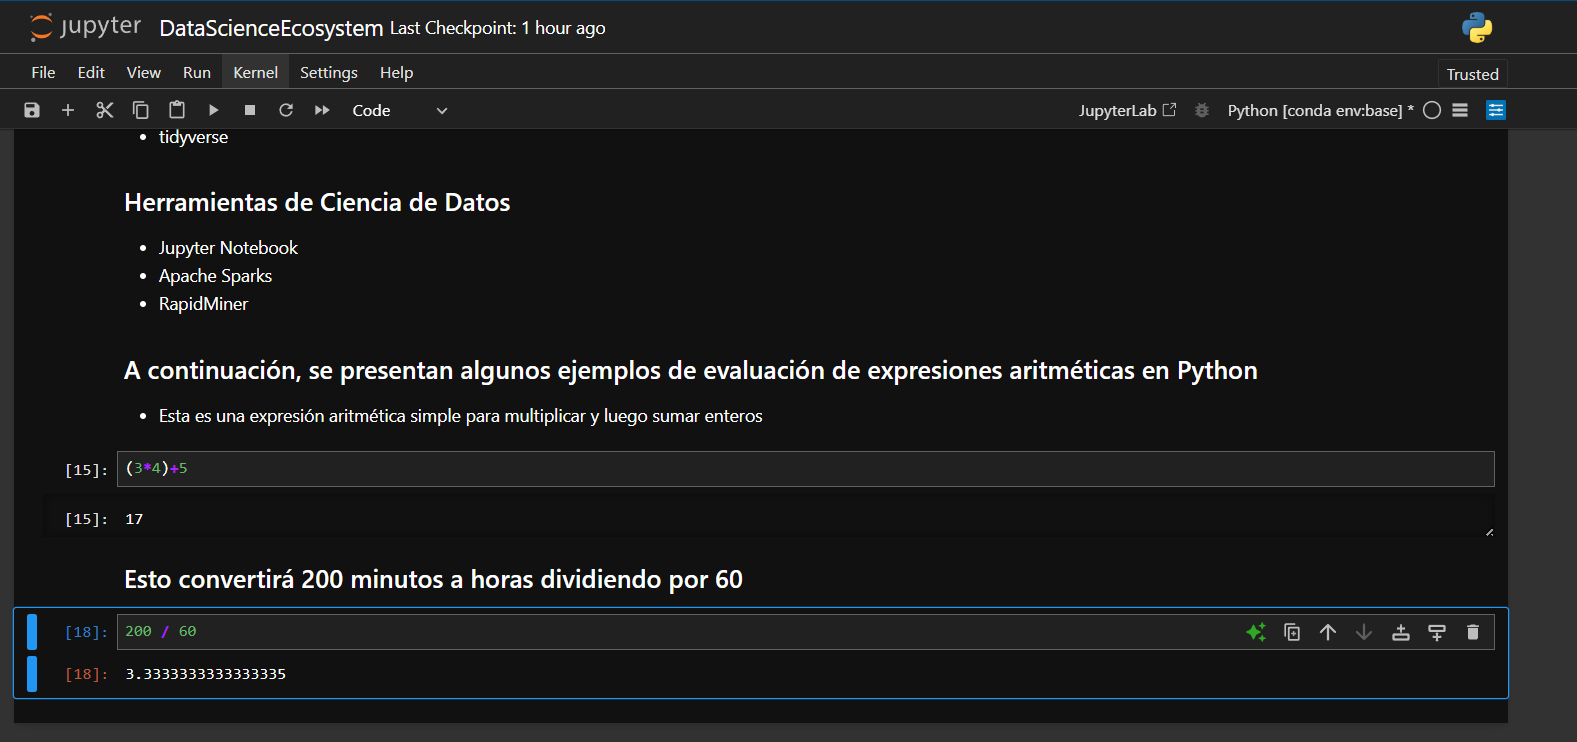 jupyter DataScienceEcosystem Last Checkpoint: 1 hour ago
File Edit View Run Kernel Settings Help Trusted
Code JupyterLab Python [conda env:base] *
• tidyverse
Herramientas de Ciencia de Datos
• Jupyter Notebook
• Apache Sparks
• RapidMiner
A continuación, se presentan algunos ejemplos de evaluación de expresiones aritméticas en Python
• Esta es una expresión aritmética simple para multiplicar y luego sumar enteros
[15]: (3*4)+5
[15]: 17
Esto convertirá 200 minutos a horas dividiendo por 60
[18]: 200 / 60
[18]: 3.3333333333333335